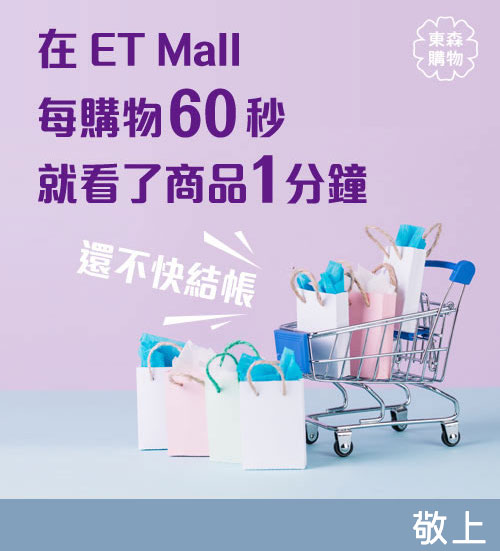 在 ET Mall
東森
購物
每購物60秒
就看了商品1分鐘
還不快結帳
敬上